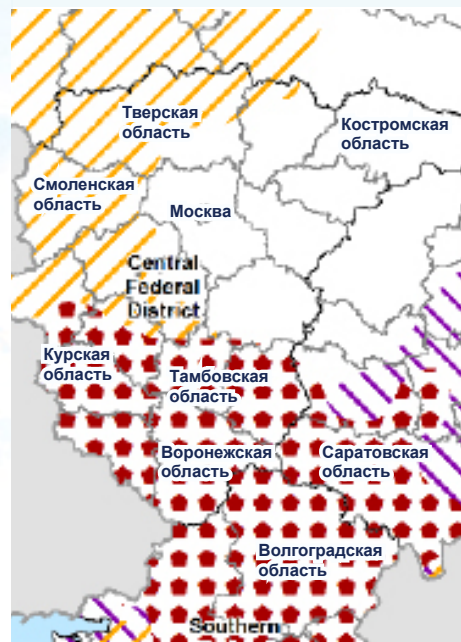 Тверская
область
Костромская
область
Смоленская
область
Москва
Central
Federal
District
Курская
область
Тамбовская
область
Воронежская
область
Саратовская
область
Волгоградская
область
Southern